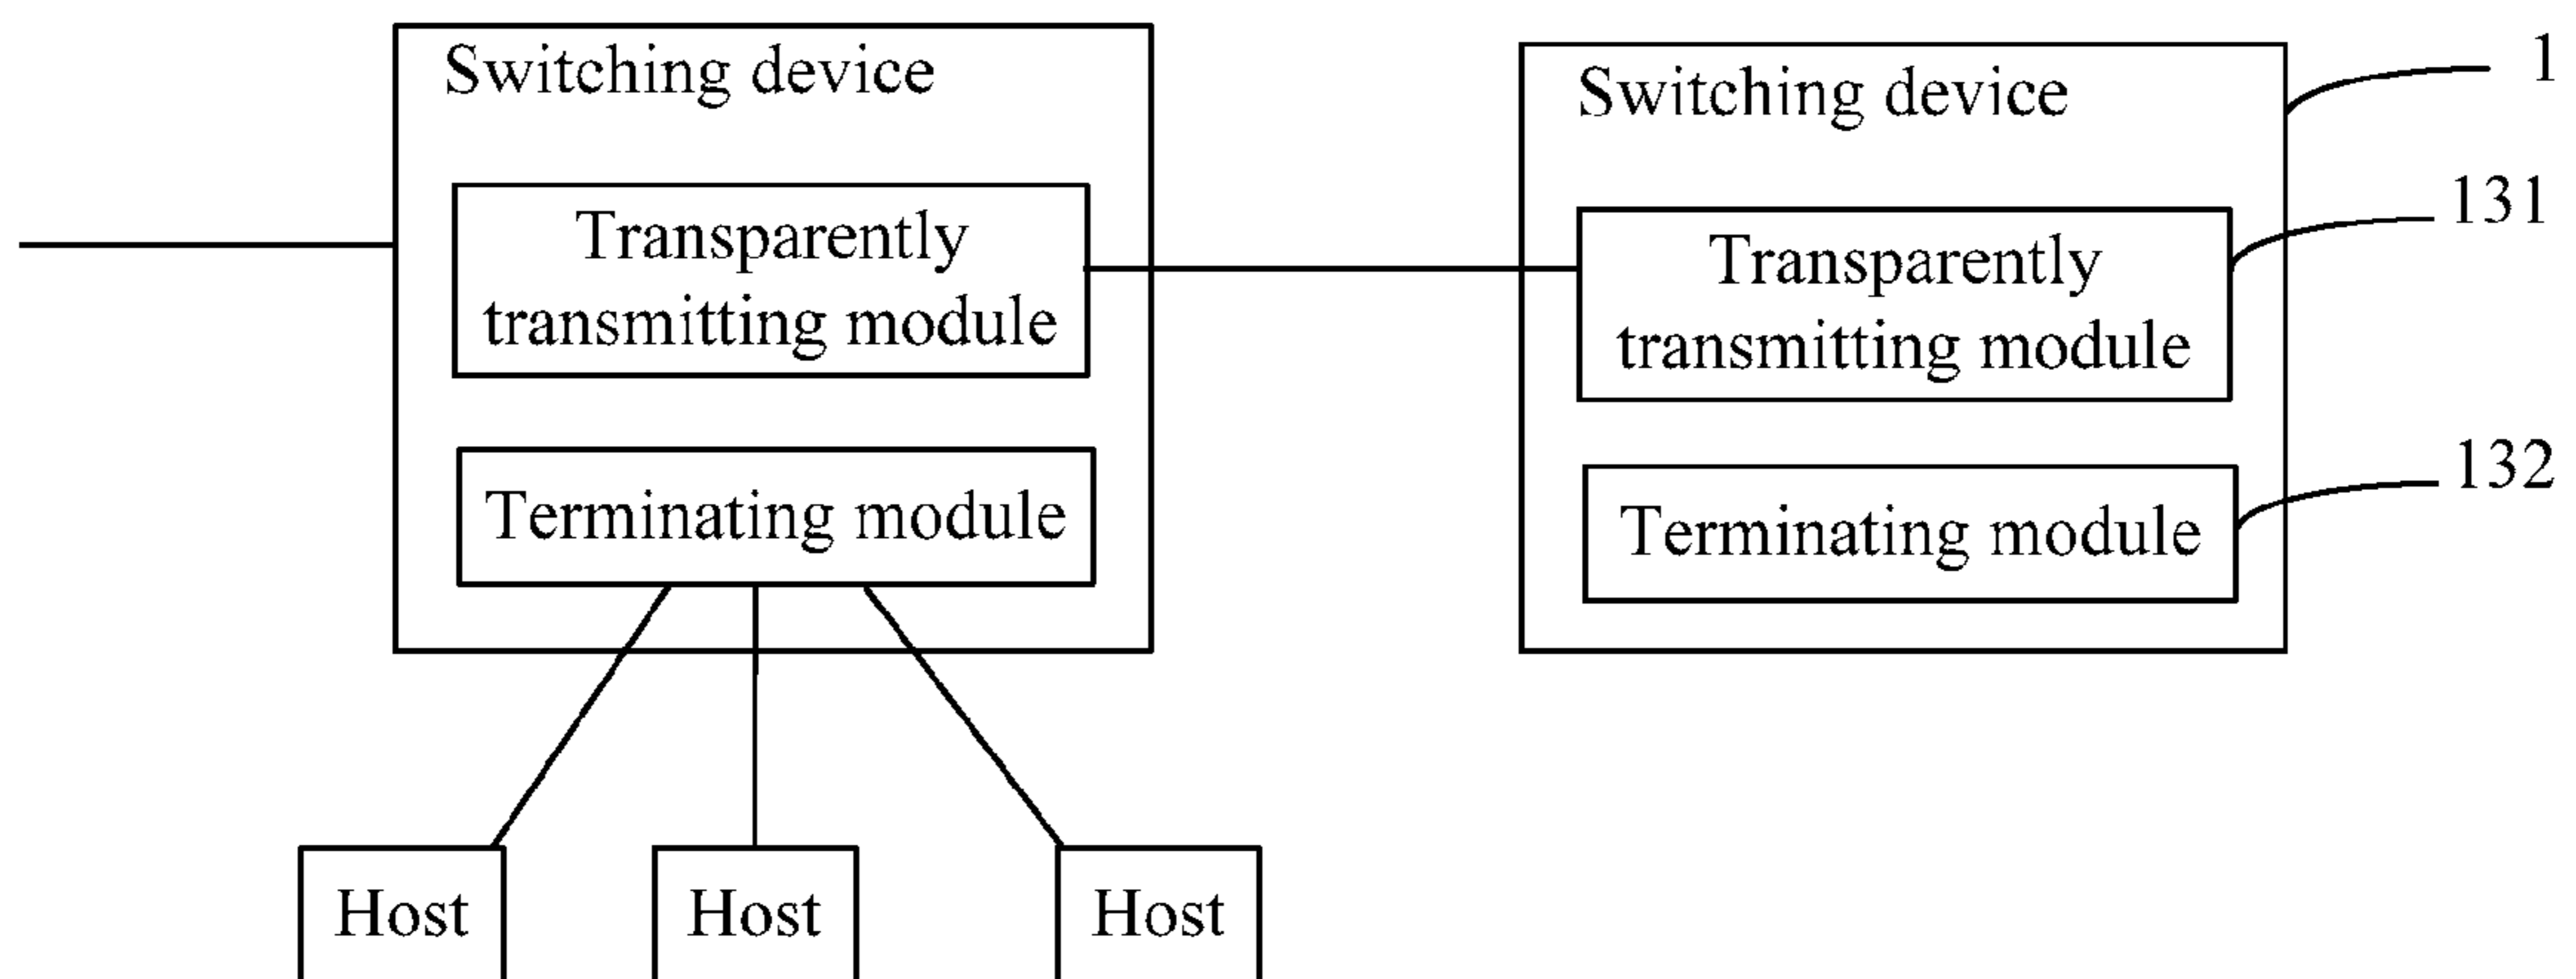 Switching device
Transparently
transmitting module
Terminating module
Host
Host
Host
Switching device
Transparently
transmitting module
Terminating module
1
131
132